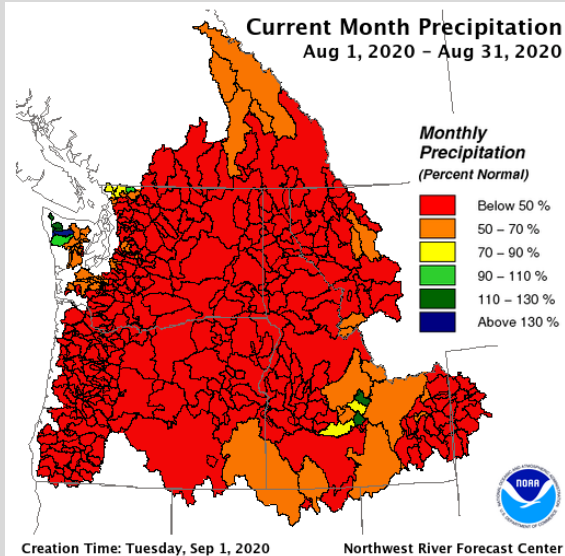 Current Month Precipitation
Aug 1, 2020 – Aug 31, 2020
Monthly
Precipitation
(Percent Normal)
Below 50 %
50 – 70 %
70 – 90 %
90 – 110 %
110 – 130 %
Above 130 %
NOAA
Creation Time: Tuesday, Sep 1, 2020
Northwest River Forecast Center